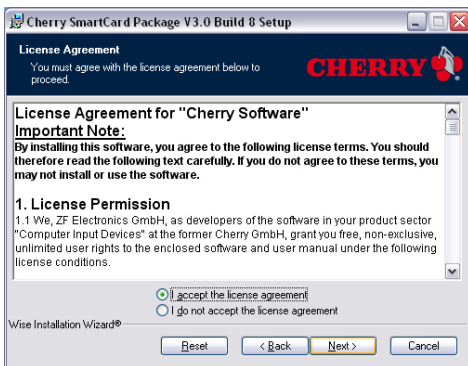 Cherry SmartCard Package V3.0 Build 8 Setup
License Agreement
You must agree with the license agreement below to
proceed.
CHERRY
License Agreement for "Cherry Software"
Important Note:
By installing this software, you agree to the following license terms. You should
therefore read the following text carefully. If you do not agree to these terms, you
may not install or use the software.
1. License Permission
1.1 We, ZF Electronics GmbH, as developers of the software in your product sector
"Computer Input Devices" at the former Cherry GmbH, grant you free, non-exclusive,
unlimited user rights to the enclosed software and user manual under the following
license conditions.
I accept the license agreement
I do not accept the license agreement
Wise Installation Wizard®
Reset
< Back
Next >
Cancel